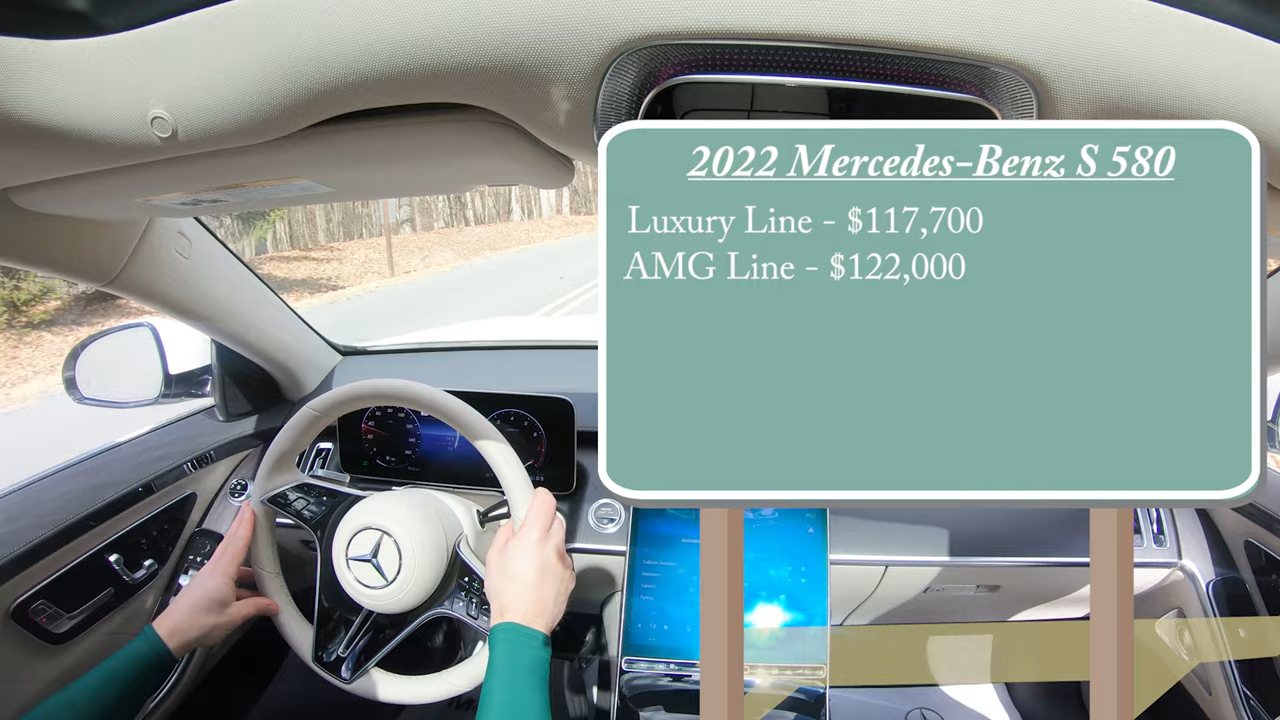 2022 Mercedes-Benz S 580
Luxury Line - $117,700
AMG Line - $122,000